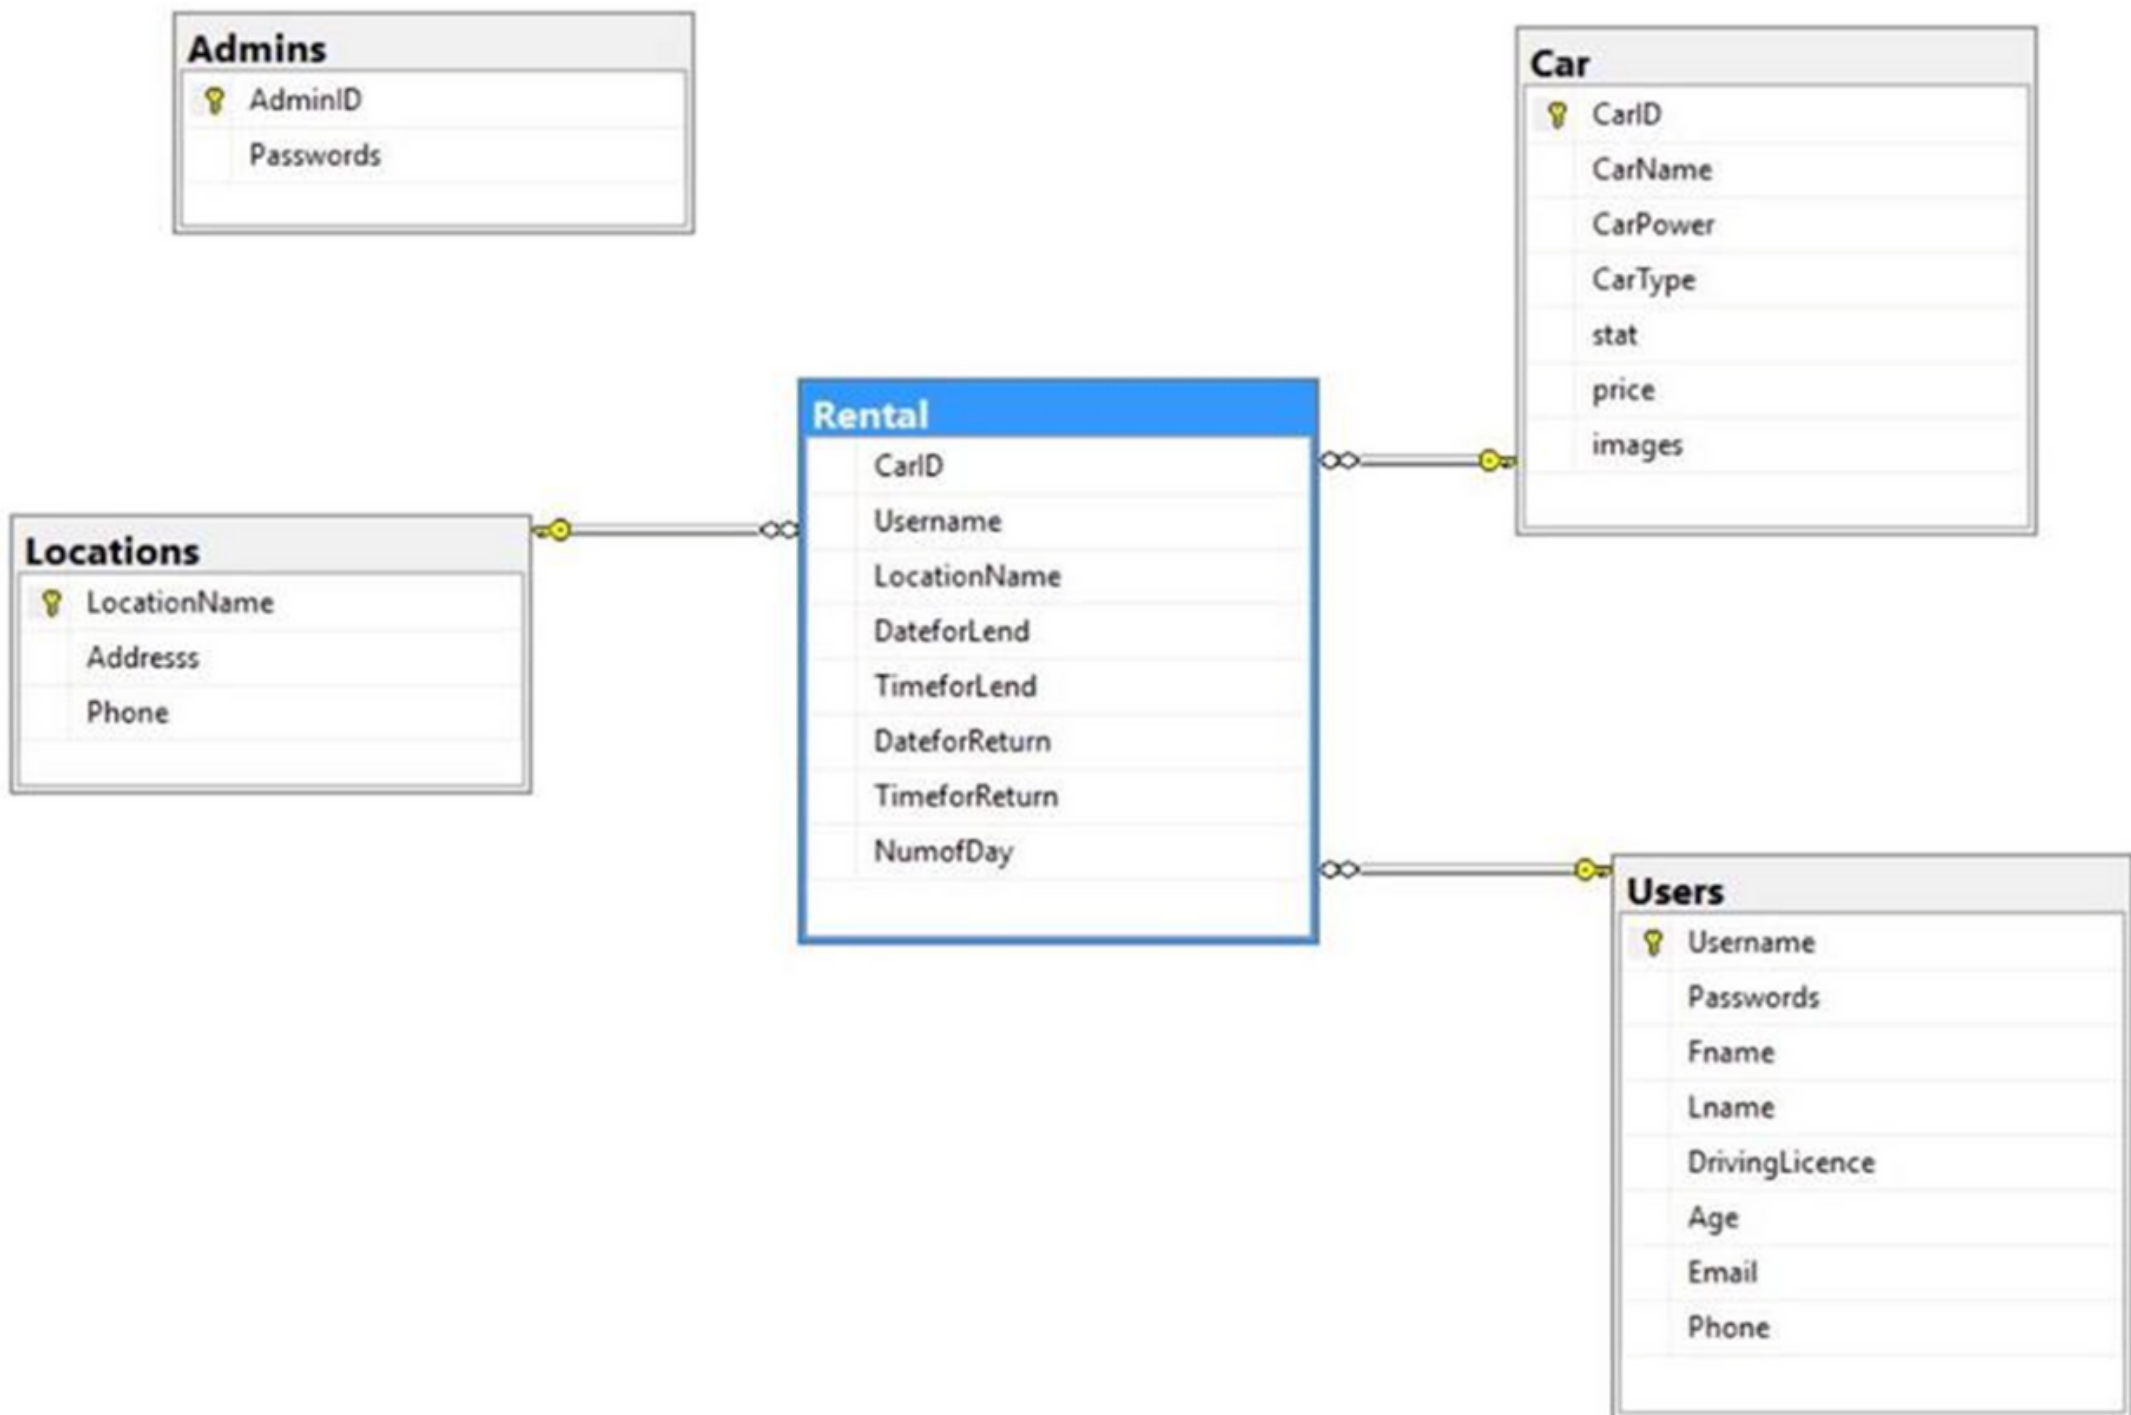 Admins
AdminID
Passwords
Car
CarID
CarName
CarPower
CarType
stat
price
images
Rental
CarID
Username
LocationName
DateforLend
TimeforLend
DateforReturn
TimeforReturn
NumofDay
Locations
LocationName
Addresss
Phone
Users
Username
Passwords
Fname
Lname
DrivingLicence
Age
Email
Phone